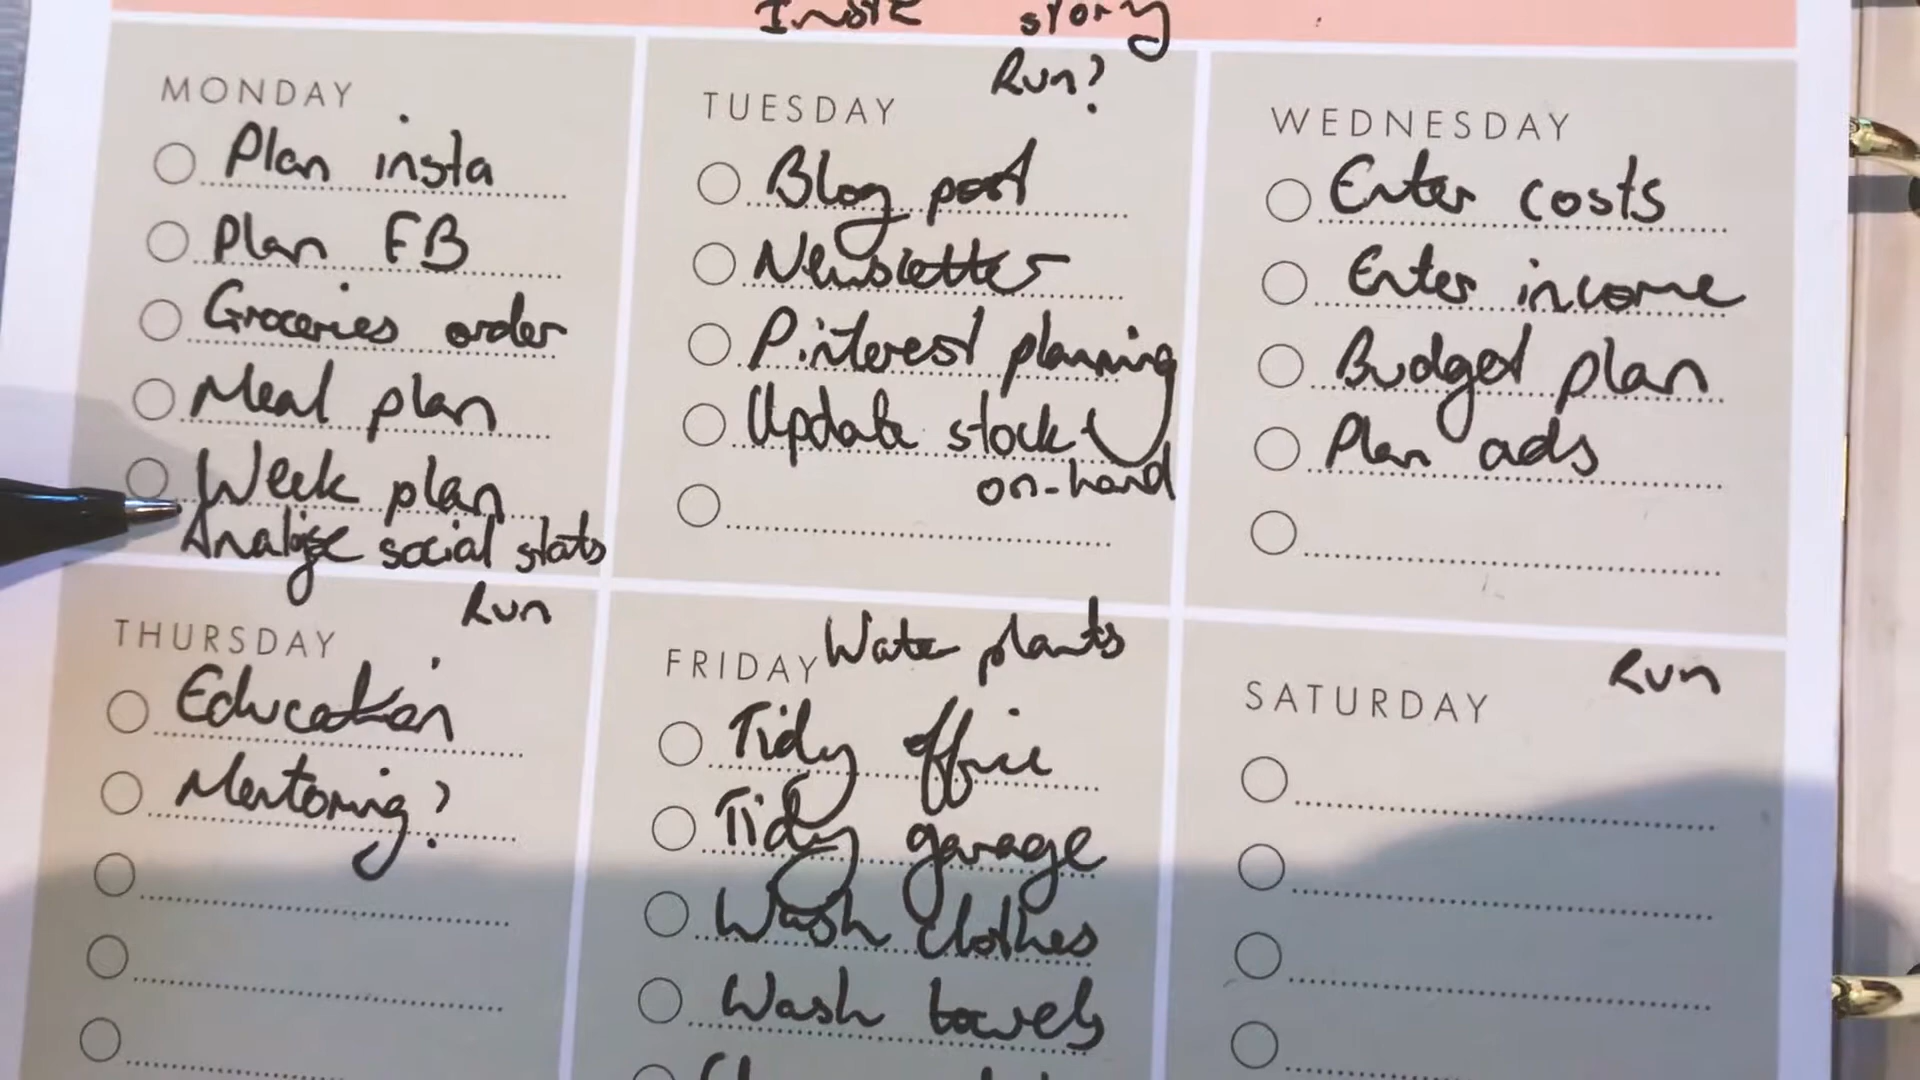 Insta story
MONDAY
Plan insta
Plan FB
Groceries order
Meal plan
Week plan
Analise social stats
TUESDAY Run?
Blog post
Newsletter
Pinterest planning
Update stock
on-hand
WEDNESDAY
Enter costs
Enter income
Budget plan
Plan ads
THURSDAY Run
Education
Mentoring?
FRIDAY Water plants
Tidy office
Tidy garage
Wash clothes
Wash towels
SATURDAY Run